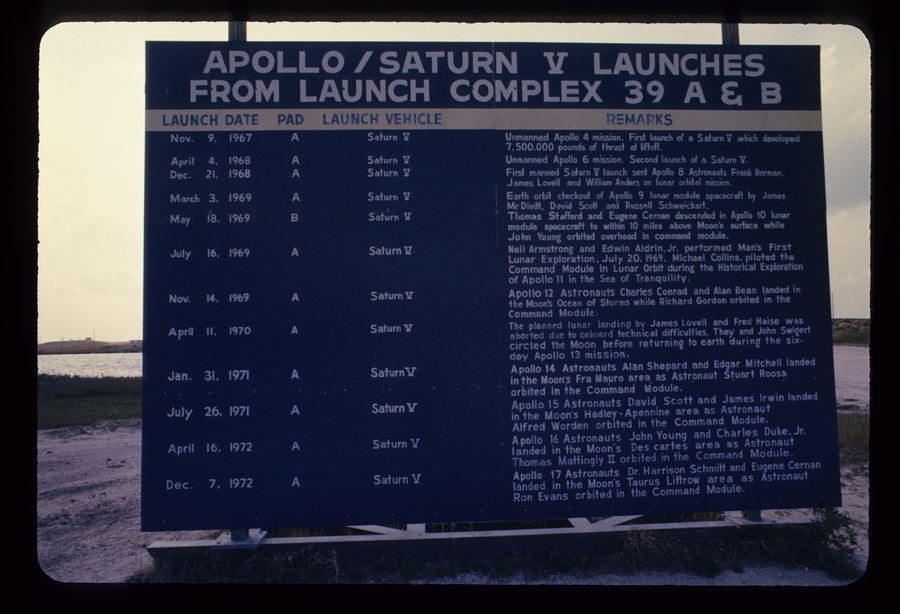 APOLLO / SATURN V LAUNCHES
FROM LAUNCH COMPLEX 39 A & B
LAUNCH DATE PAD LAUNCH VEHICLE REMARKS
Nov. 9, 1967 A Saturn V Unmanned Apollo 4 mission. First launch of a Saturn V which developed
7,500,000 pounds of thrust at liftoff.
April 4, 1968 A Saturn V Unmanned Apollo 6 mission. Second launch of a Saturn V.
Dec. 21, 1968 A Saturn V First manned Saturn V launch sent Apollo 8 Astronauts Frank Borman,
James Lovell and William Anders on lunar orbital mission.
March 3, 1969 A Saturn V Earth orbit checkout of Apollo 9 lunar module spacecraft by James
McDivitt, David Scott and Russell Schweickart.
May 18, 1969 B Saturn V Thomas Stafford and Eugene Cernan descended in Apollo 10 lunar
module spacecraft to within 10 miles above Moon's surface while
John Young orbited overhead in command module.
July 16, 1969 A Saturn V Neil Armstrong and Edwin Aldrin, Jr. performed Man's First
Lunar Exploration, July 20, 1969. Michael Collins, piloted the
Command Module in Lunar Orbit during the Historical Exploration
of Apollo 11 in the Sea of Tranquility.
Nov. 14, 1969 A Saturn V Apollo 12 Astronauts Charles Conrad and Alan Bean landed in
the Moon's Ocean of Storms while Richard Gordon orbited in the
Command Module.
April 11, 1970 A Saturn V The planned lunar landing by James Lovell and Fred Haise was
aborted due to onboard technical difficulties. They and John Swigert
circled the Moon before returning to earth during the six-
day Apollo 13 mission.
Jan. 31, 1971 A Saturn V Apollo 14 Astronauts Alan Shepard and Edgar Mitchell landed
in the Moon's Fra Mauro area as Astronaut Stuart Roosa
orbited in the Command Module.
July 26, 1971 A Saturn V Apollo 15 Astronauts David Scott and James Irwin landed
in the Moon's Hadley-Apennine area as Astronaut
Alfred Worden orbited in the Command Module.
April 16, 1972 A Saturn V Apollo 16 Astronauts John Young and Charles Duke, Jr.
landed in the Moon's Des cartes area as Astronaut
Thomas Mattingly II orbited in the Command Module.
Dec. 7, 1972 A Saturn V Apollo 17 Astronauts Dr. Harrison Schmitt and Eugene Cernan
landed in the Moon's Taurus Littrow area as Astronaut
Ron Evans orbited in the Command Module.